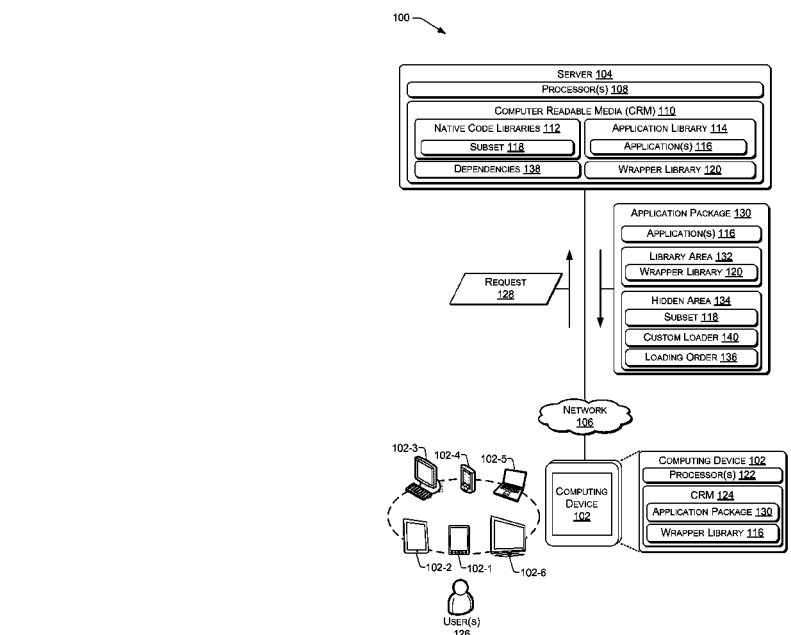 100
SERVER 104
PROCESSOR(S) 108
COMPUTER READABLE MEDIA (CRM) 110
NATIVE CODE LIBRARIES 112
APPLICATION LIBRARY 114
SUBSET 118
APPLICATION(S) 116
DEPENDENCIES 138
WRAPPER LIBRARY 120
APPLICATION PACKAGE 130
APPLICATION(S) 116
LIBRARY AREA 132
WRAPPER LIBRARY 120
REQUEST
128
HIDDEN AREA 134
SUBSET 118
CUSTOM LOADER 140
LOADING ORDER 136
NETWORK
106
102-3
102-4
102-5
COMPUTING
DEVICE
102
COMPUTING DEVICE 102
PROCESSOR(S) 122
CRM 124
APPLICATION PACKAGE 130
WRAPPER LIBRARY 116
102-2
102-1
102-6
USER(S)
126